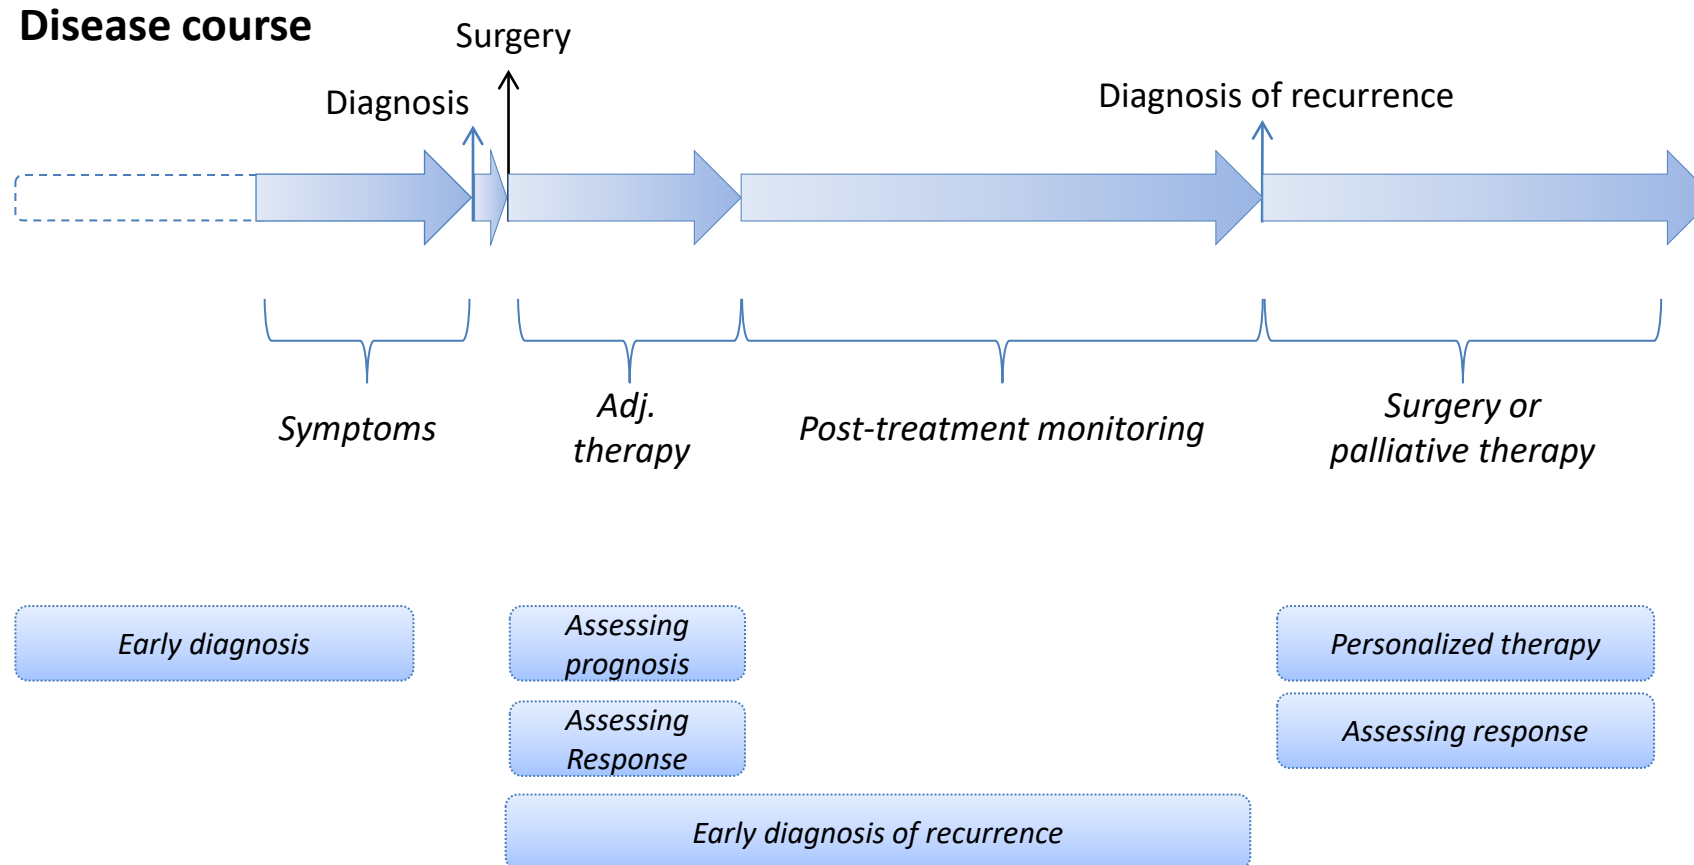 Disease course
Surgery
Diagnosis
Diagnosis of recurrence
Symptoms
Adj.
therapy
Post-treatment monitoring
Surgery or
palliative therapy
Early diagnosis
Assessing
prognosis
Personalized therapy
Assessing
Response
Assessing response
Early diagnosis of recurrence